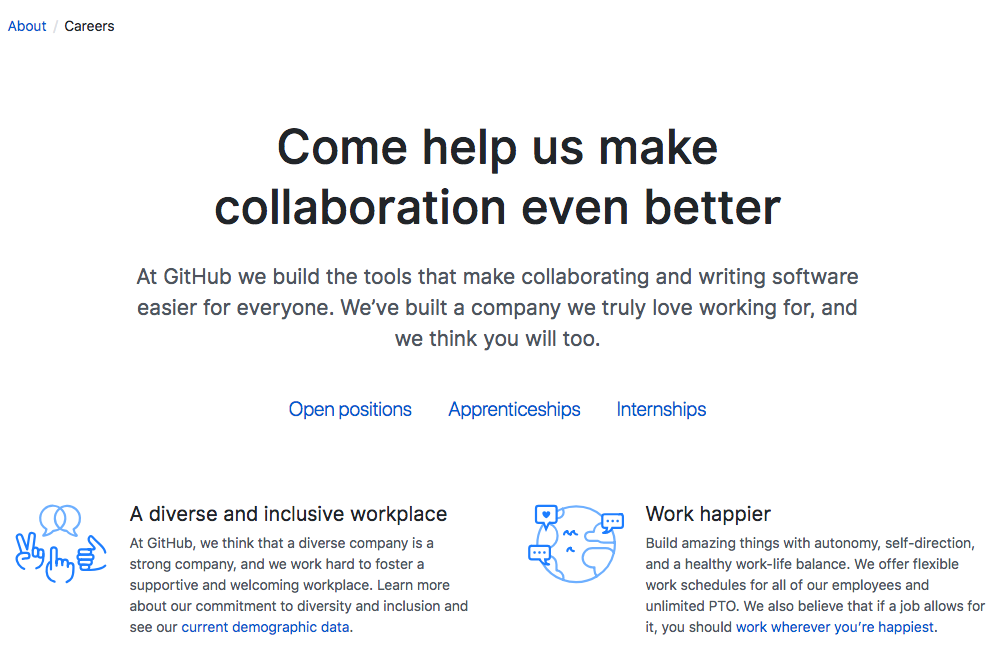 About / Careers
Come help us make
collaboration even better
At GitHub we build the tools that make collaborating and writing software
easier for everyone. We’ve built a company we truly love working for, and
we think you will too.
Open positions Apprenticeships Internships
A diverse and inclusive workplace
At GitHub, we think that a diverse company is a
strong company, and we work hard to foster a
supportive and welcoming workplace. Learn more
about our commitment to diversity and inclusion and
see our current demographic data.
Work happier
Build amazing things with autonomy, self-direction,
and a healthy work-life balance. We offer flexible
work schedules for all of our employees and
unlimited PTO. We also believe that if a job allows for
it, you should work wherever you’re happiest.